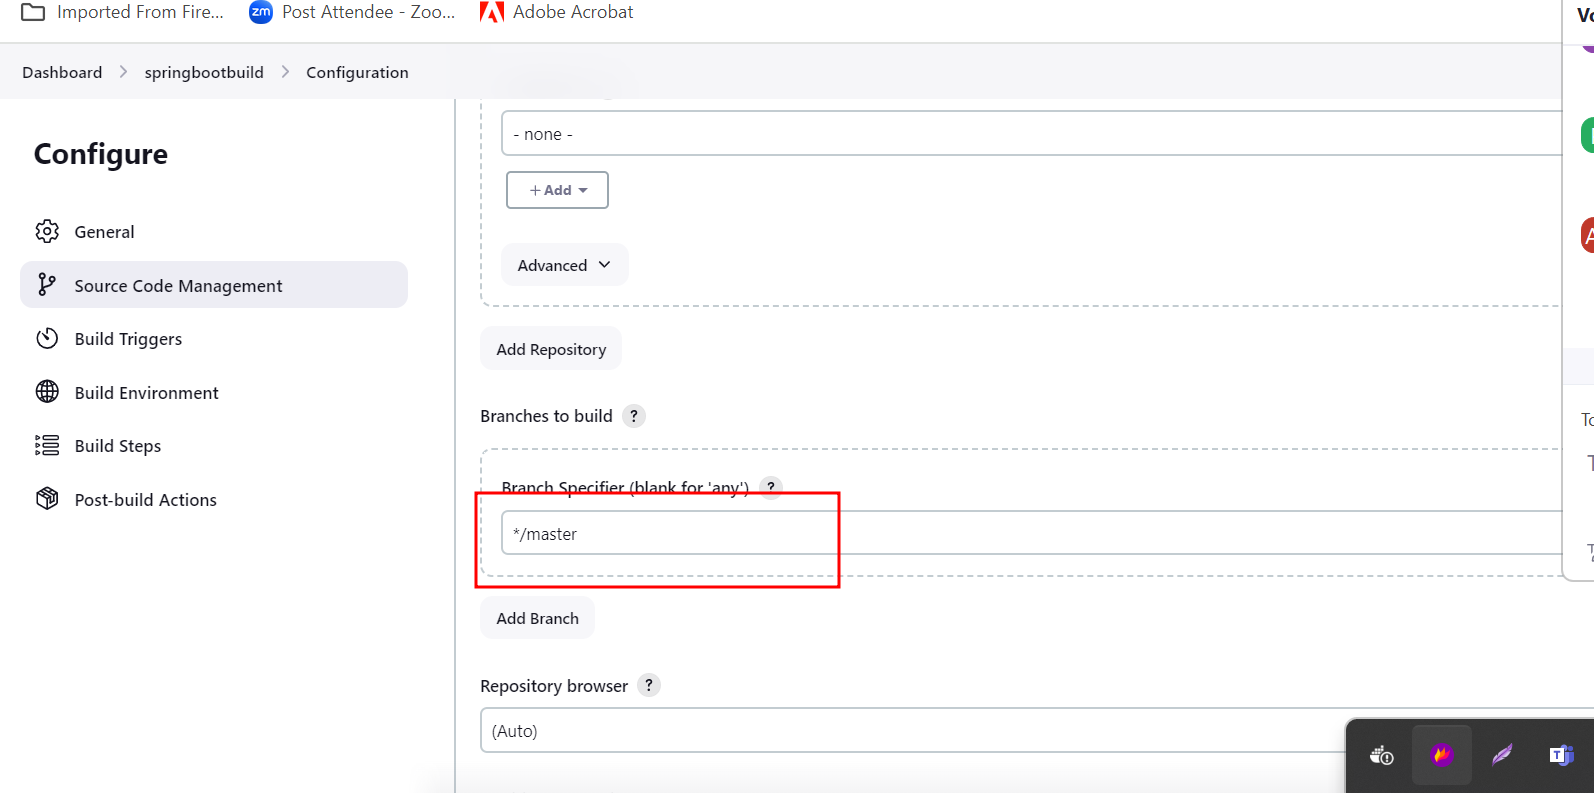 Imported From Fire...
zm Post Attendee - Zoo...
Adobe Acrobat
Dashboard
springbootbuild
Configuration
Configure
General
Source Code Management
Build Triggers
Build Environment
Build Steps
Post-build Actions
- none -
+ Add
Advanced
Add Repository
Branches to build ?
Branch Specifier (blank for 'any') ?
*/master
Add Branch
Repository browser ?
(Auto)